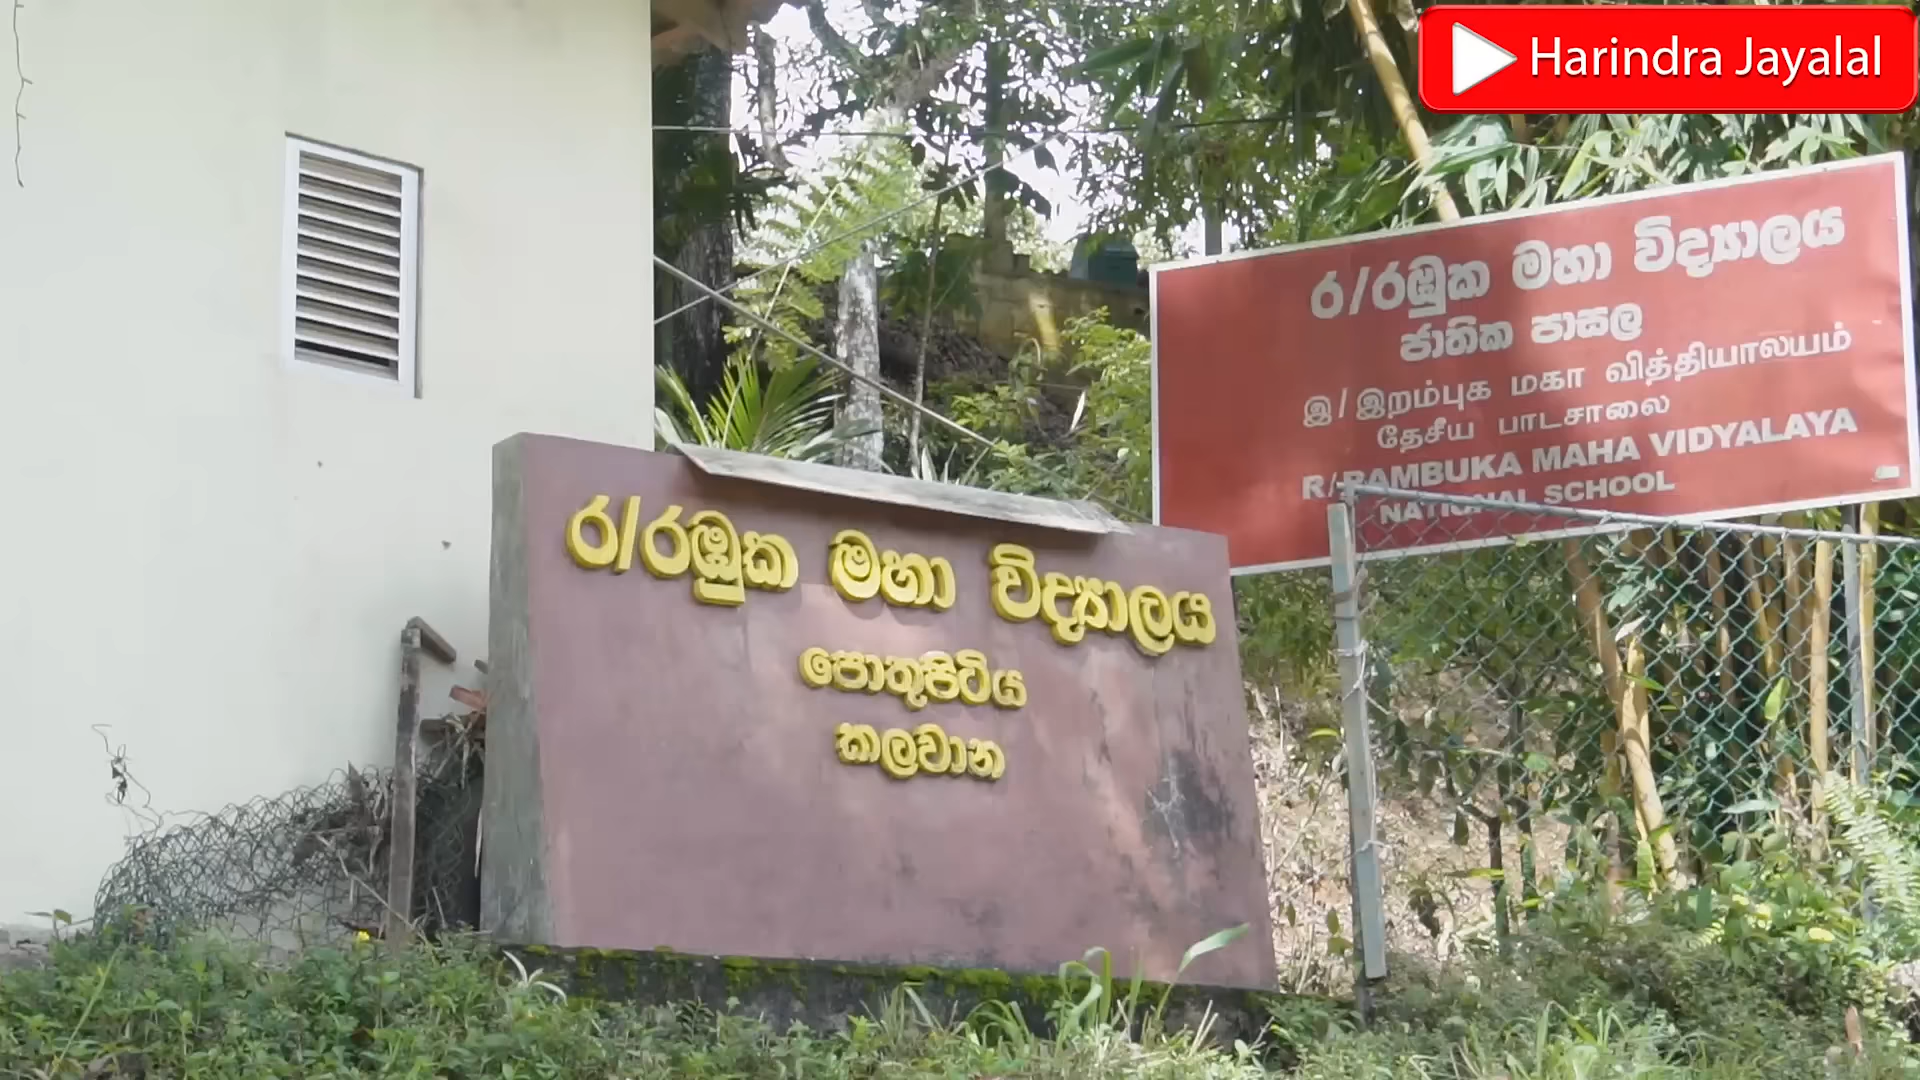 Harindra Jayalal
ර/රඹුක මහා විද්‍යාලය
ජාතික පාසල
இ/இறம்புக மகா வித்தியாலயம்
தேசீய பாடசாலை
R/RAMBUKA MAHA VIDYALAYA
NATIONAL SCHOOL
ර/රඹුක මහා විද්‍යාලය
පොතුපිටිය
කලවාන